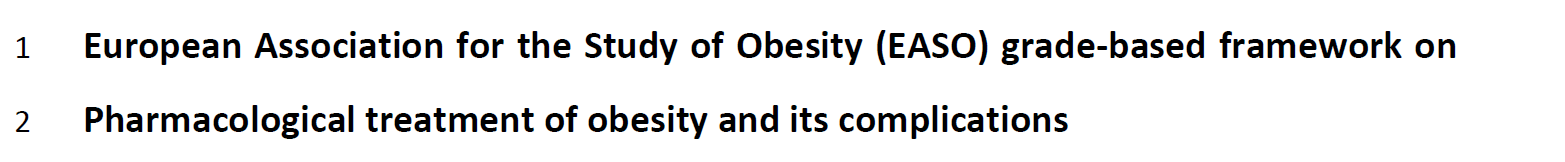 1 European Association for the Study of Obesity (EASO) grade-based framework on
2 Pharmacological treatment of obesity and its complications